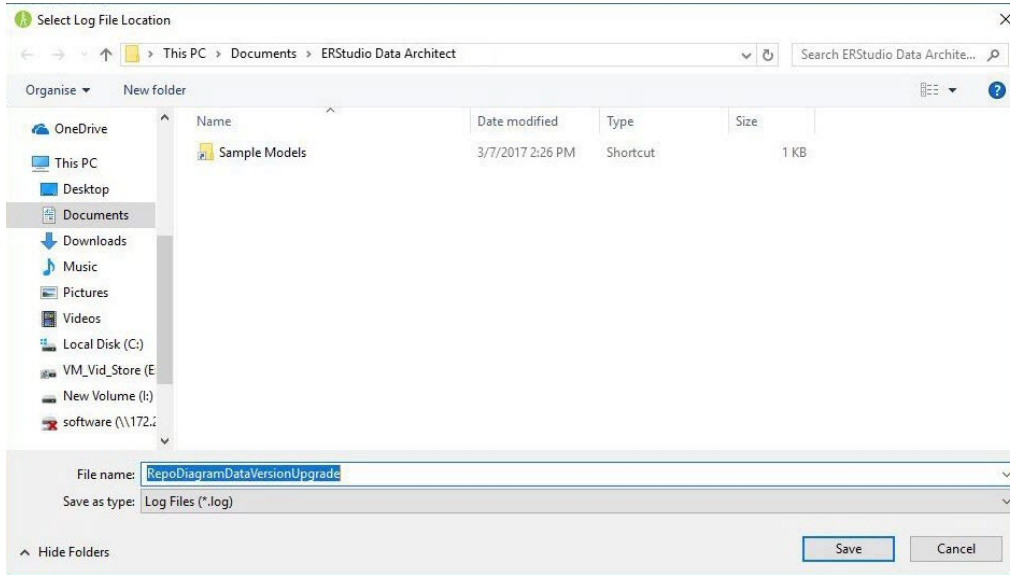 Select Log File Location
This PC > Documents > ERStudio Data Architect
Search ERStudio Data Archite...
Organise
New folder
Name
Date modified
Type
Size
OneDrive
Sample Models
3/7/2017 2:26 PM
Shortcut
1 KB
This PC
Desktop
Documents
Downloads
Music
Pictures
Videos
Local Disk (C:)
VM_Vid_Store (E
New Volume (I:)
software (\\172.2
File name: RepoDiagramDataVersionUpgrade
Save as type: Log Files (*.log)
Hide Folders
Save
Cancel